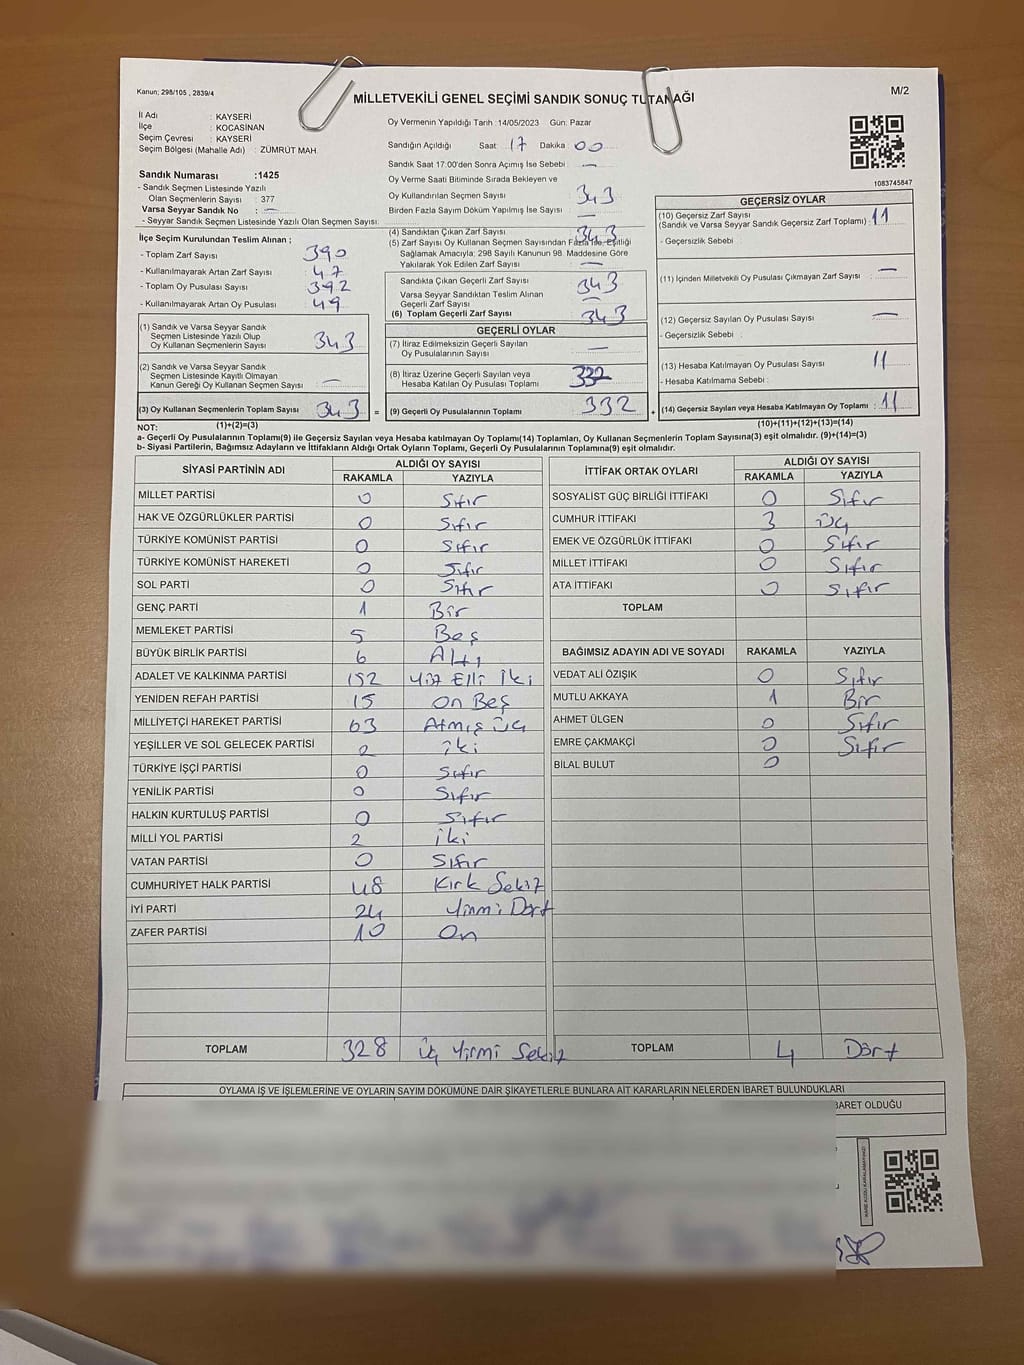 Kanun; 298/105 , 2839/4
MİLLETVEKİLİ GENEL SEÇİMİ SANDIK SONUÇ TUTANAĞI
M/2
İl Adı : KAYSERİ
İlçe : KOCASİNAN
Seçim Çevresi : KAYSERİ
Seçim Bölgesi (Mahalle Adı) : ZÜMRÜT MAH.
Sandık Numarası :1425
- Sandık Seçmen Listesinde Yazılı
Olan Seçmenlerin Sayısı : 377
Varsa Seyyar Sandık No : —
- Seyyar Sandık Seçmen Listesinde Yazılı Olan Seçmen Sayısı:
İlçe Seçim Kurulundan Teslim Alınan ;
- Toplam Zarf Sayısı 390
- Kullanılmayarak Artan Zarf Sayısı : 47
- Toplam Oy Pusulası Sayısı : 392
- Kullanılmayarak Artan Oy Pusulası : 49
(1) Sandık ve Varsa Seyyar Sandık
Seçmen Listesinde Yazılı Olup
Oy Kullanan Seçmenlerin Sayısı : 343
(2) Sandık ve Varsa Seyyar Sandık
Seçmen Listesinde Kayıtlı Olmayan
Kanun Gereği Oy Kullanan Seçmen Sayısı : —
(3) Oy Kullanan Seçmenlerin Toplam Sayısı : 343 =
Oy Vermenin Yapıldığı Tarih :14/05/2023 Gün: Pazar
Sandığın Açıldığı Saat : 17 Dakika : 00
Sandık Saat 17:00'den Sonra Açımış İse Sebebi : —
Oy Verme Saati Bitiminde Sırada Bekleyen ve
Oy Kullandırılan Seçmen Sayısı : 343
Birden Fazla Sayım Döküm Yapılmış İse Sayısı : —
(4) Sandıktan Çıkan Zarf Sayısı : 343
(5) Zarf Sayısı Oy Kullanan Seçmen Sayısından Fazla İse, Eşitliği
Sağlamak Amacıyla; 298 Sayılı Kanunun 98. Maddesine Göre
Yakılarak Yok Edilen Zarf Sayısı : —
Sandıkta Çıkan Geçerli Zarf Sayısı : 343
Varsa Seyyar Sandıktan Teslim Alınan
Geçerli Zarf Sayısı : —
(6) Toplam Geçerli Zarf Sayısı : 343
GEÇERLİ OYLAR
(7) İtiraz Edilmeksizin Geçerli Sayılan
Oy Pusulalarının Sayısı : —
(8) İtiraz Üzerine Geçerli Sayılan veya
Hesaba Katılan Oy Pusulası Toplamı : 332
(9) Geçerli Oy Pusulalarının Toplamı : 332 +
1083745847
GEÇERSİZ OYLAR
(10) Geçersiz Zarf Sayısı
(Sandık ve Varsa Seyyar Sandık Geçersiz Zarf Toplamı) : 11
- Geçersizlik Sebebi :
(11) İçinden Milletvekili Oy Pusulası Çıkmayan Zarf Sayısı : —
(12) Geçersiz Sayılan Oy Pusulası Sayısı : —
- Geçersizlik Sebebi :
(13) Hesaba Katılmayan Oy Pusulası Sayısı : 11
- Hesaba Katılmama Sebebi :
(14) Geçersiz Sayılan veya Hesaba Katılmayan Oy Toplamı : 11
NOT: (1)+(2)=(3) (10)+(11)+(12)+(13)=(14)
a- Geçerli Oy Pusulalarının Toplamı(9) ile Geçersiz Sayılan veya Hesaba katılmayan Oy Toplamı(14) Toplamları, Oy Kullanan Seçmenlerin Toplam Sayısına(3) eşit olmalıdır. (9)+(14)=(3)
b- Siyasi Partilerin, Bağımsız Adayların ve İttifakların Aldığı Ortak Oyların Toplamı, Geçerli Oy Pusulalarının Toplamına(9) eşit olmalıdır.
SİYASİ PARTİNİN ADI ALDIĞI OY SAYISI
RAKAMLA YAZIYLA
MİLLET PARTİSİ 0 Sıfır
HAK VE ÖZGÜRLÜKLER PARTİSİ 0 Sıfır
TÜRKİYE KOMÜNİST PARTİSİ 0 Sıfır
TÜRKİYE KOMÜNİST HAREKETİ 0 Sıfır
SOL PARTİ 0 Sıfır
GENÇ PARTİ 1 Bir
MEMLEKET PARTİSİ 5 Beş
BÜYÜK BİRLİK PARTİSİ 6 Altı
ADALET VE KALKINMA PARTİSİ 152 Yüz Elli İki
YENİDEN REFAH PARTİSİ 15 On Beş
MİLLİYETÇİ HAREKET PARTİSİ 63 Atmış Üç
YEŞİLLER VE SOL GELECEK PARTİSİ 2 İki
TÜRKİYE İŞÇİ PARTİSİ 0 Sıfır
YENİLİK PARTİSİ 0 Sıfır
HALKIN KURTULUŞ PARTİSİ 0 Sıfır
MİLLİ YOL PARTİSİ 2 İki
VATAN PARTİSİ 0 Sıfır
CUMHURİYET HALK PARTİSİ 48 Kırk Sekiz
İYİ PARTİ 24 Yirmi Dört
ZAFER PARTİSİ 10 On
TOPLAM 328 Üç Yirmi Sekiz
İTTİFAK ORTAK OYLARI ALDIĞI OY SAYISI
RAKAMLA YAZIYLA
SOSYALİST GÜÇ BİRLİĞİ İTTİFAKI 0 Sıfır
CUMHUR İTTİFAKI 3 Üç
EMEK VE ÖZGÜRLÜK İTTİFAKI 0 Sıfır
MİLLET İTTİFAKI 0 Sıfır
ATA İTTİFAKI 0 Sıfır
TOPLAM
BAĞIMSIZ ADAYIN ADI VE SOYADI RAKAMLA YAZIYLA
VEDAT ALİ ÖZIŞIK 0 Sıfır
MUTLU AKKAYA 1 Bir
AHMET ÜLGEN 0 Sıfır
EMRE ÇAKMAKÇİ 0 Sıfır
BİLAL BULUT 0
TOPLAM 4 Dört
OYLAMA İŞ VE İŞLEMLERİNE VE OYLARIN SAYIM DÖKÜMÜNE DAİR ŞİKAYETLERLE BUNLARA AİT KARARLARIN NELERDEN İBARET BULUNDUKLARI
BARET OLDUĞU